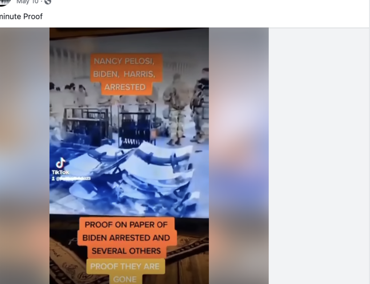 May 10 ·
minute Proof
NANCY PELOSI,
BIDEN, HARRIS,
ARRESTED
TikTok
PROOF ON PAPER OF
BIDEN ARRESTED AND
SEVERAL OTHERS
PROOF THEY ARE
GONE